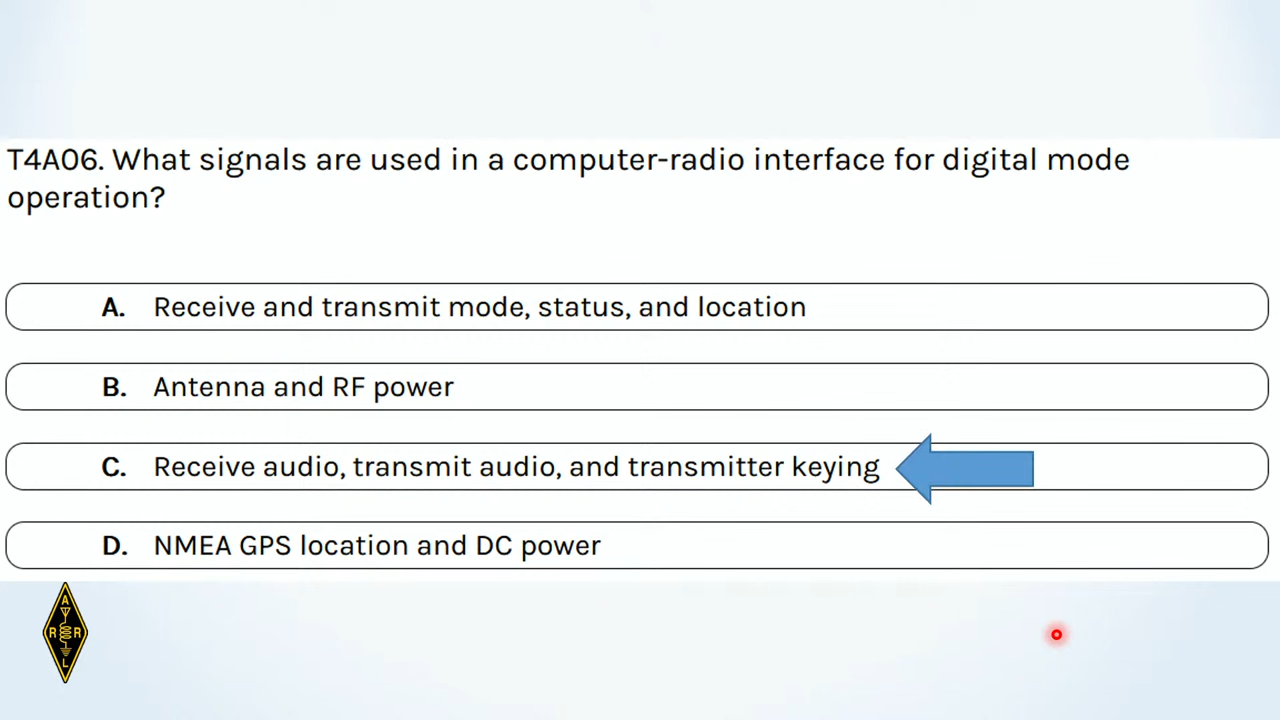 T4A06. What signals are used in a computer-radio interface for digital mode
operation?
A. Receive and transmit mode, status, and location
B. Antenna and RF power
C. Receive audio, transmit audio, and transmitter keying
D. NMEA GPS location and DC power
A
R R
L